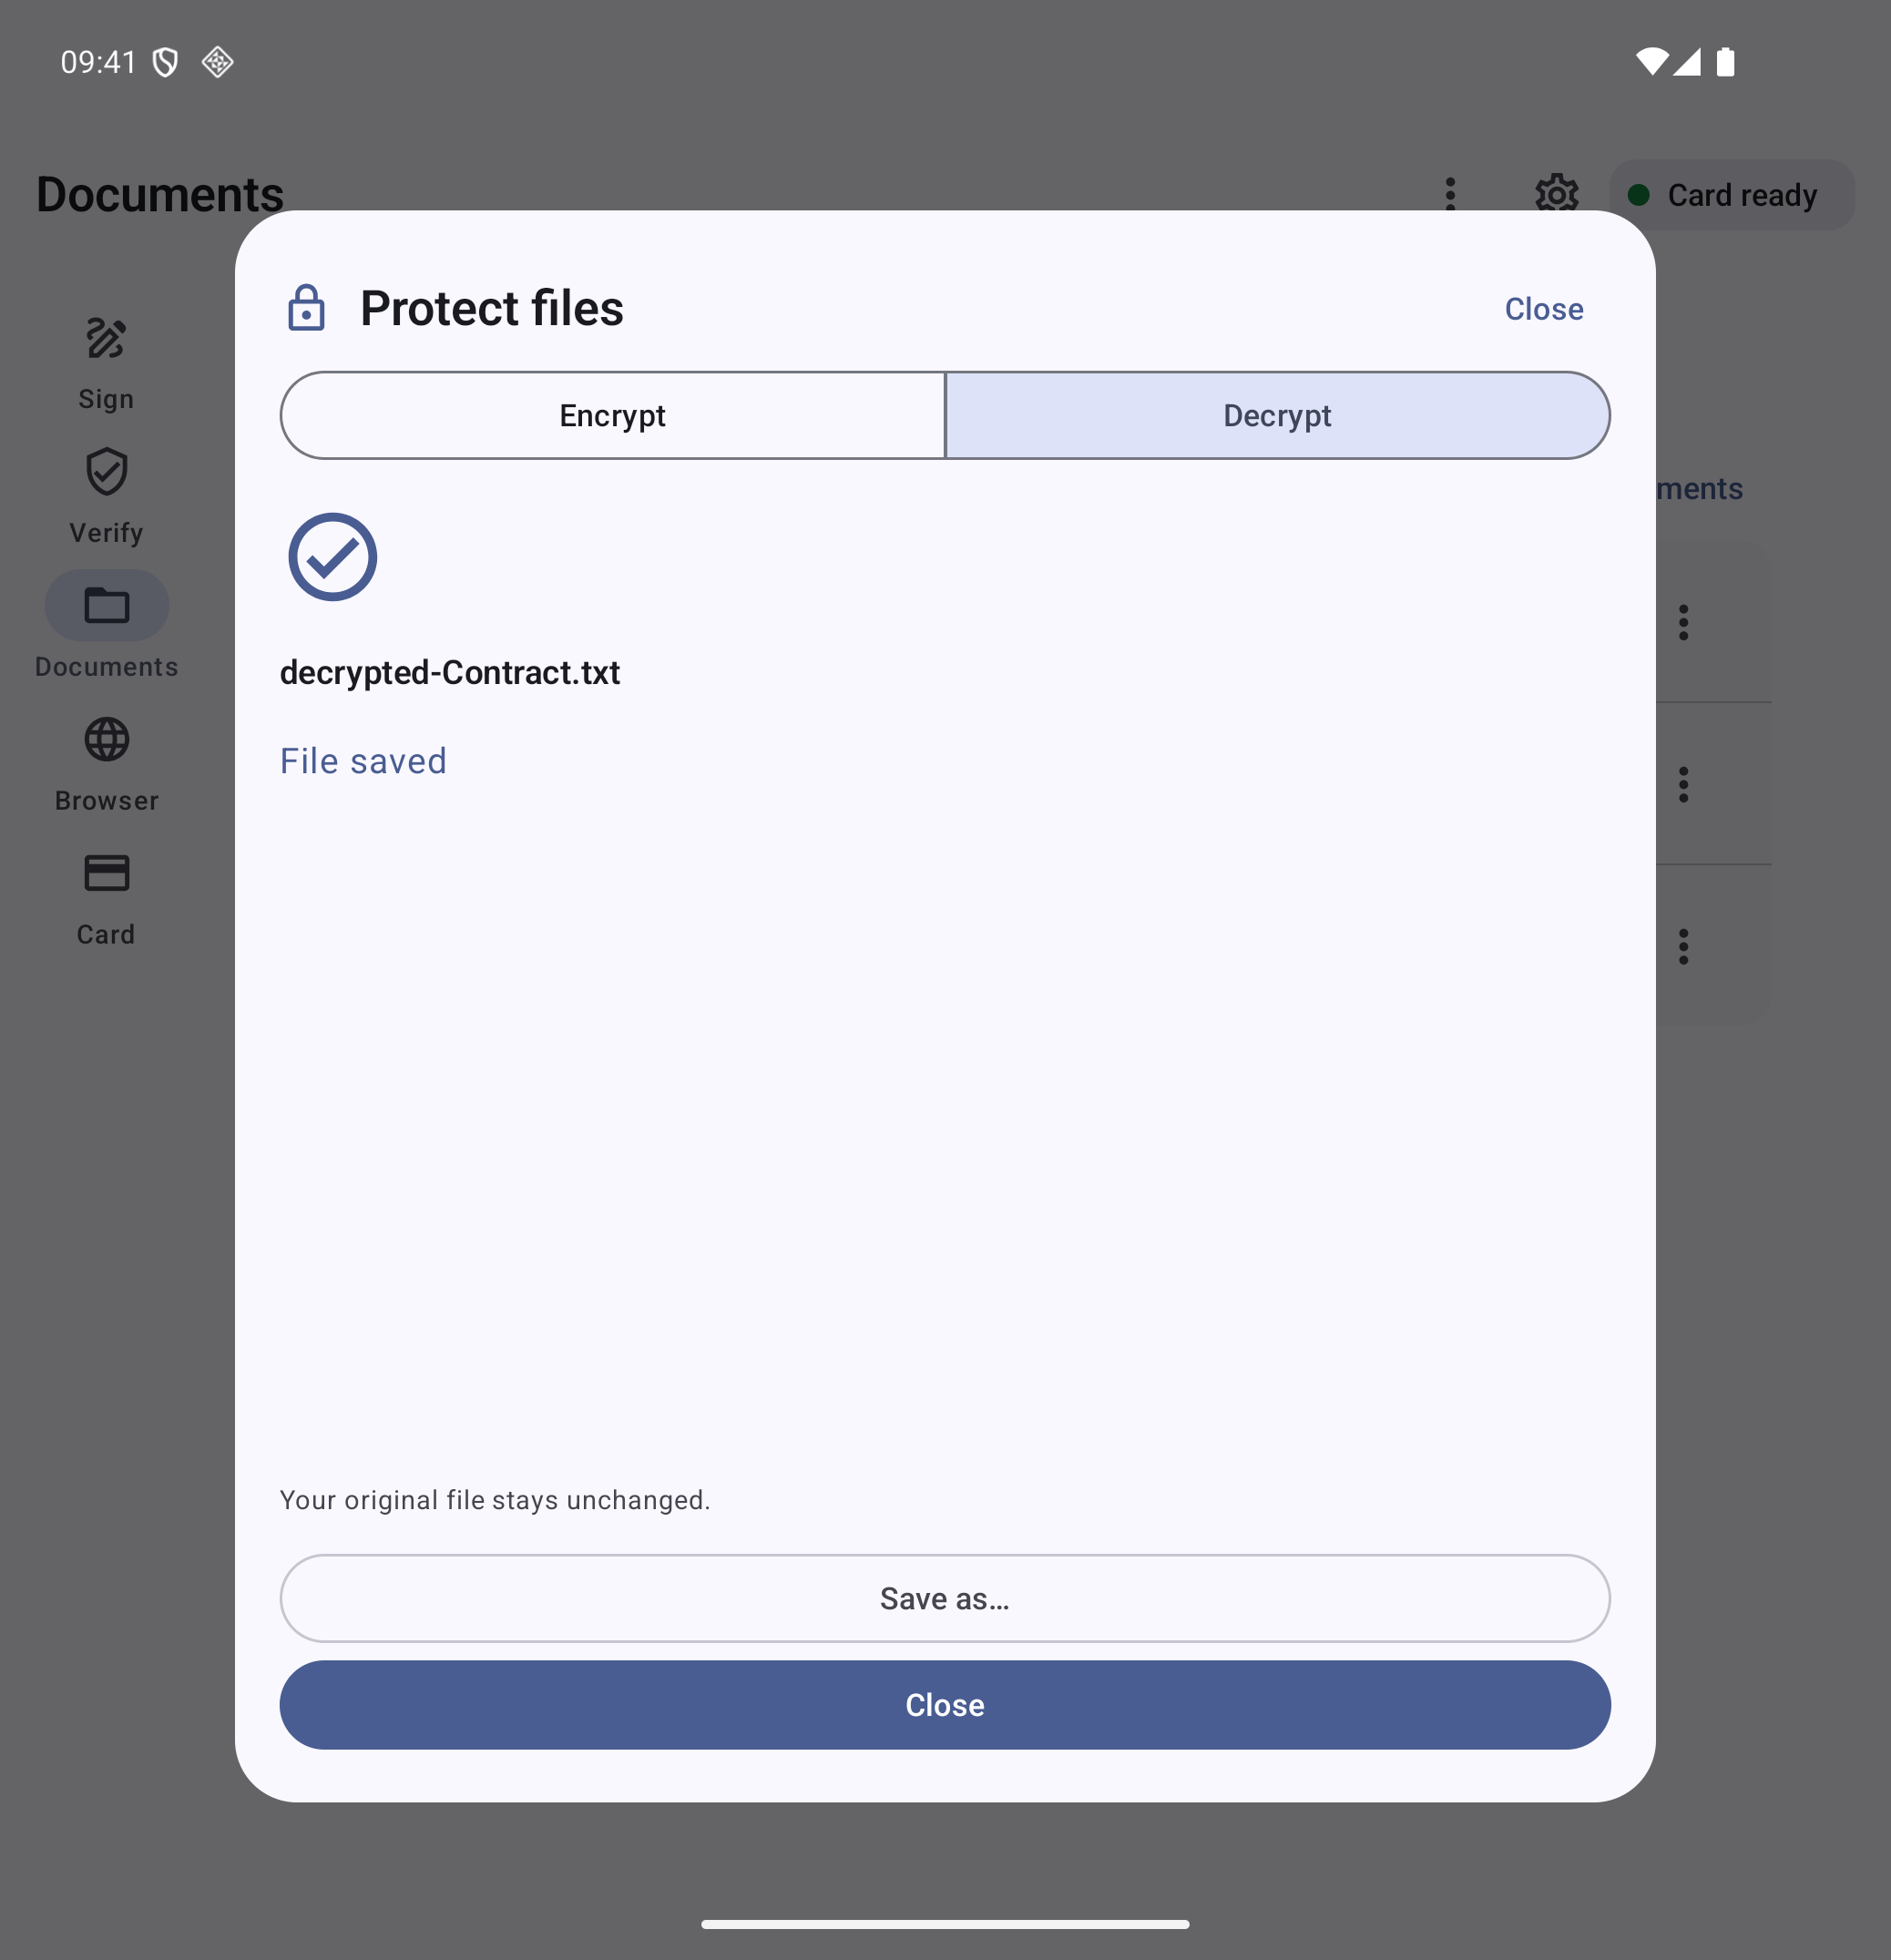 09:41
Documents
Card ready
Protect files
Close
Encrypt
Decrypt
Sign
Verify
Documents
Browser
Card
ments
decrypted-Contract.txt
File saved
Your original file stays unchanged.
Save as…
Close